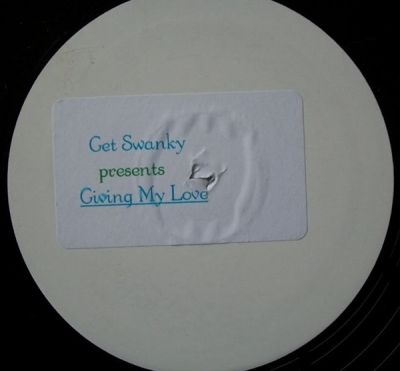 Get Swanky
presents
Giving My Love